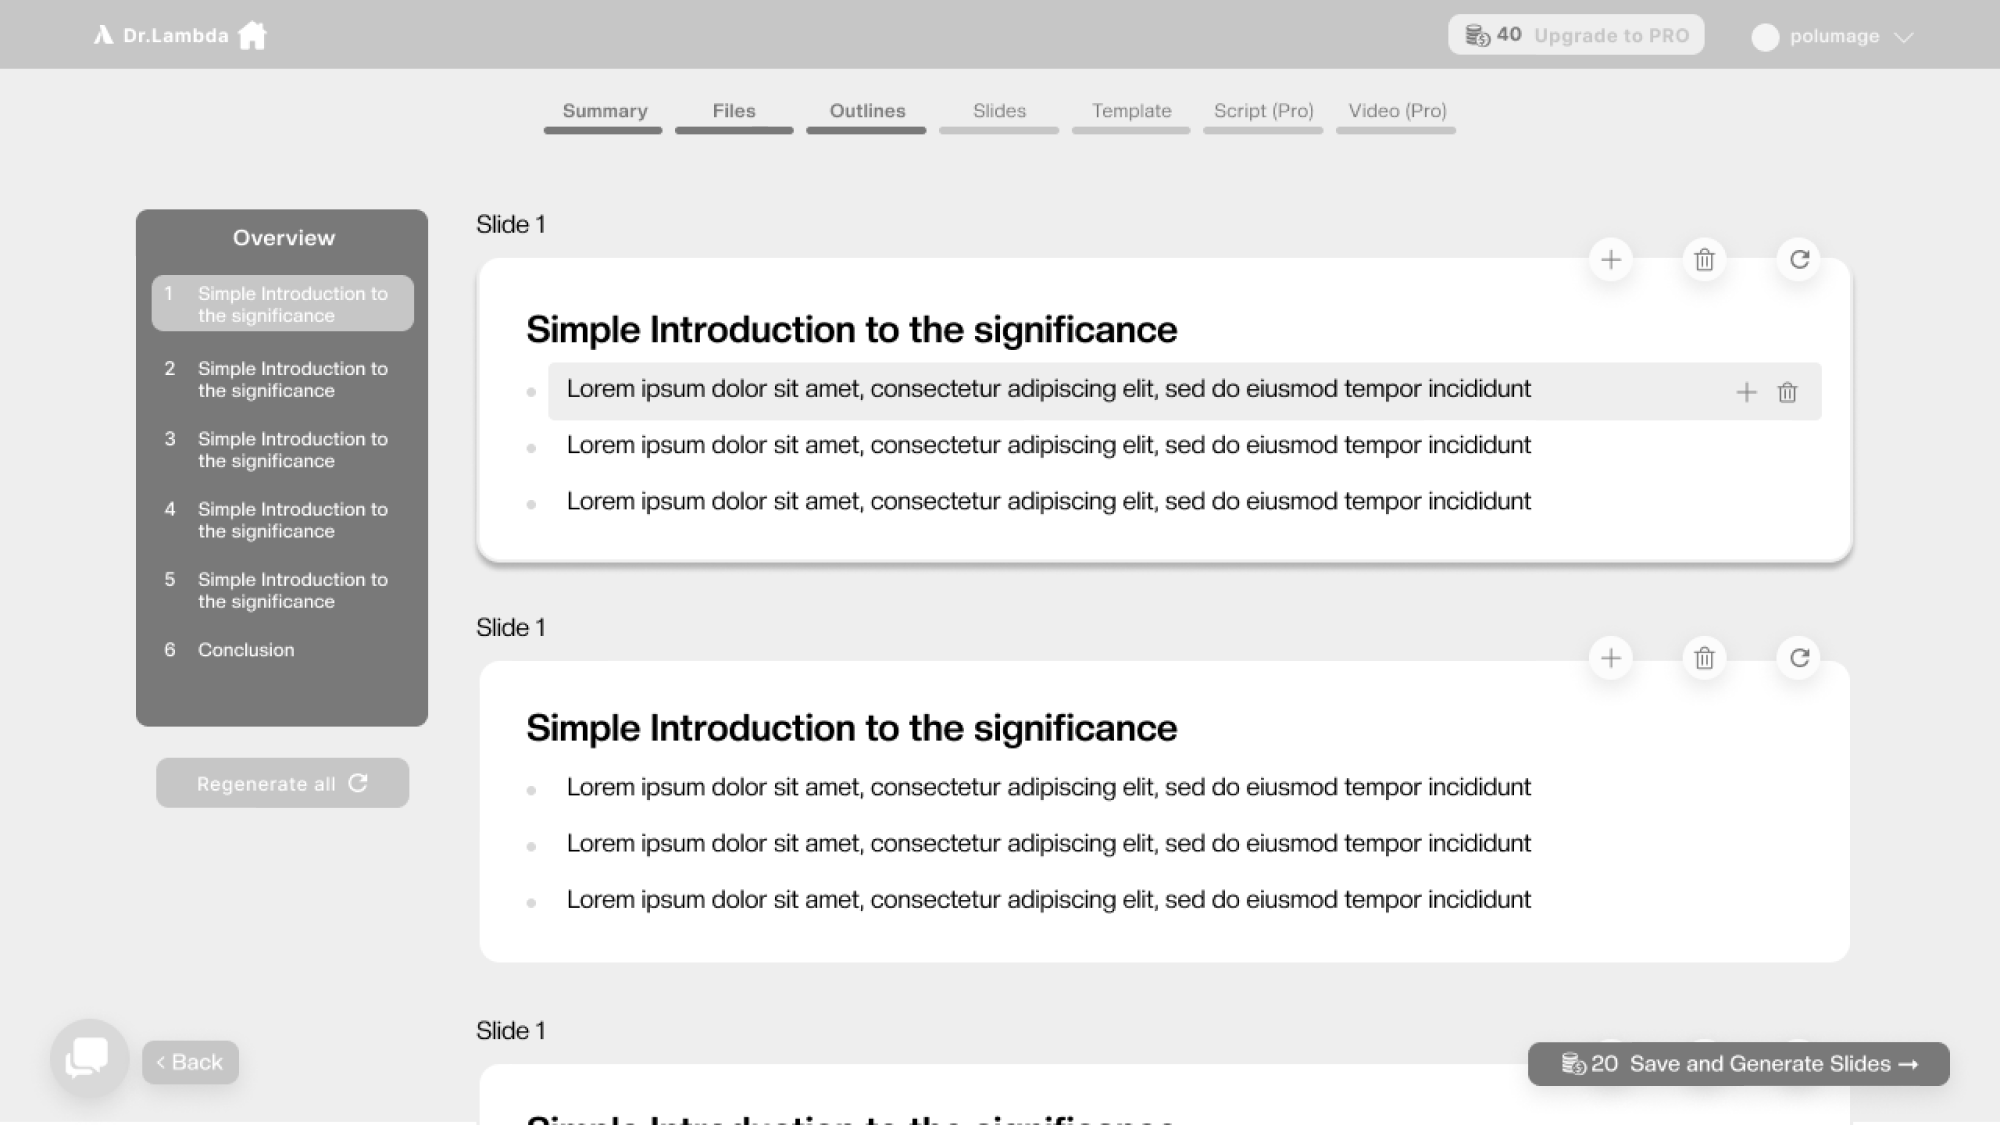 Dr.Lambda
40 Upgrade to PRO
polumage
Summary
Files
Outlines
Slides
Template
Script (Pro)
Video (Pro)
Overview
1 Simple Introduction to
the significance
2 Simple Introduction to
the significance
3 Simple Introduction to
the significance
4 Simple Introduction to
the significance
5 Simple Introduction to
the significance
6 Conclusion
Regenerate all
Slide 1
Simple Introduction to the significance
Lorem ipsum dolor sit amet, consectetur adipiscing elit, sed do eiusmod tempor incididunt
Lorem ipsum dolor sit amet, consectetur adipiscing elit, sed do eiusmod tempor incididunt
Lorem ipsum dolor sit amet, consectetur adipiscing elit, sed do eiusmod tempor incididunt
Slide 1
Simple Introduction to the significance
Lorem ipsum dolor sit amet, consectetur adipiscing elit, sed do eiusmod tempor incididunt
Lorem ipsum dolor sit amet, consectetur adipiscing elit, sed do eiusmod tempor incididunt
Lorem ipsum dolor sit amet, consectetur adipiscing elit, sed do eiusmod tempor incididunt
Slide 1
Simple Introduction to the significance
< Back
20 Save and Generate Slides →